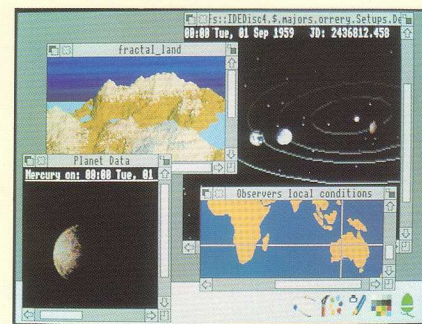 Fs::IDEDisc4.$.majors.orrery.Setups.De
00:00 Tue, 01 Sep 1959 JD: 2436812.458
fractal_land
Planet Data
Mercury on: 00:00 Tue, 01
Observers local conditions